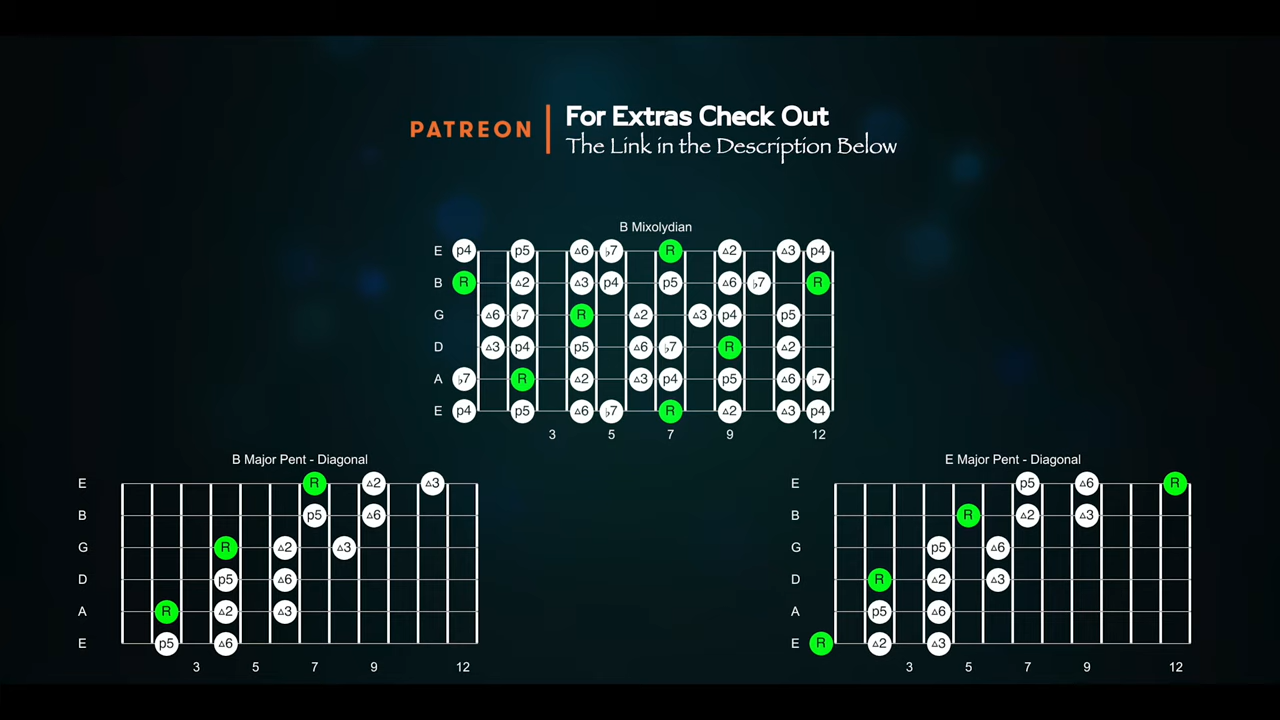 PATREON
For Extras Check Out
The Link in the Description Below
B Mixolydian
E p4 p5 △6 ♭7 R △2 △3 p4
B R △2 △3 p4 p5 △6 ♭7 R
G △6 ♭7 R △2 △3 p4 p5
D △3 p4 p5 △6 ♭7 R △2
A ♭7 R △2 △3 p4 p5 △6 ♭7
E p4 p5 △6 ♭7 R △2 △3 p4
3 5 7 9 12
B Major Pent - Diagonal
E R △2 △3
B p5 △6
G R △2 △3
D p5 △6
A R △2 △3
E p5 △6
3 5 7 9 12
E Major Pent - Diagonal
E p5 △6 R
B R △2 △3
G p5 △6
D R △2 △3
A p5 △6
E R △2 △3
3 5 7 9 12